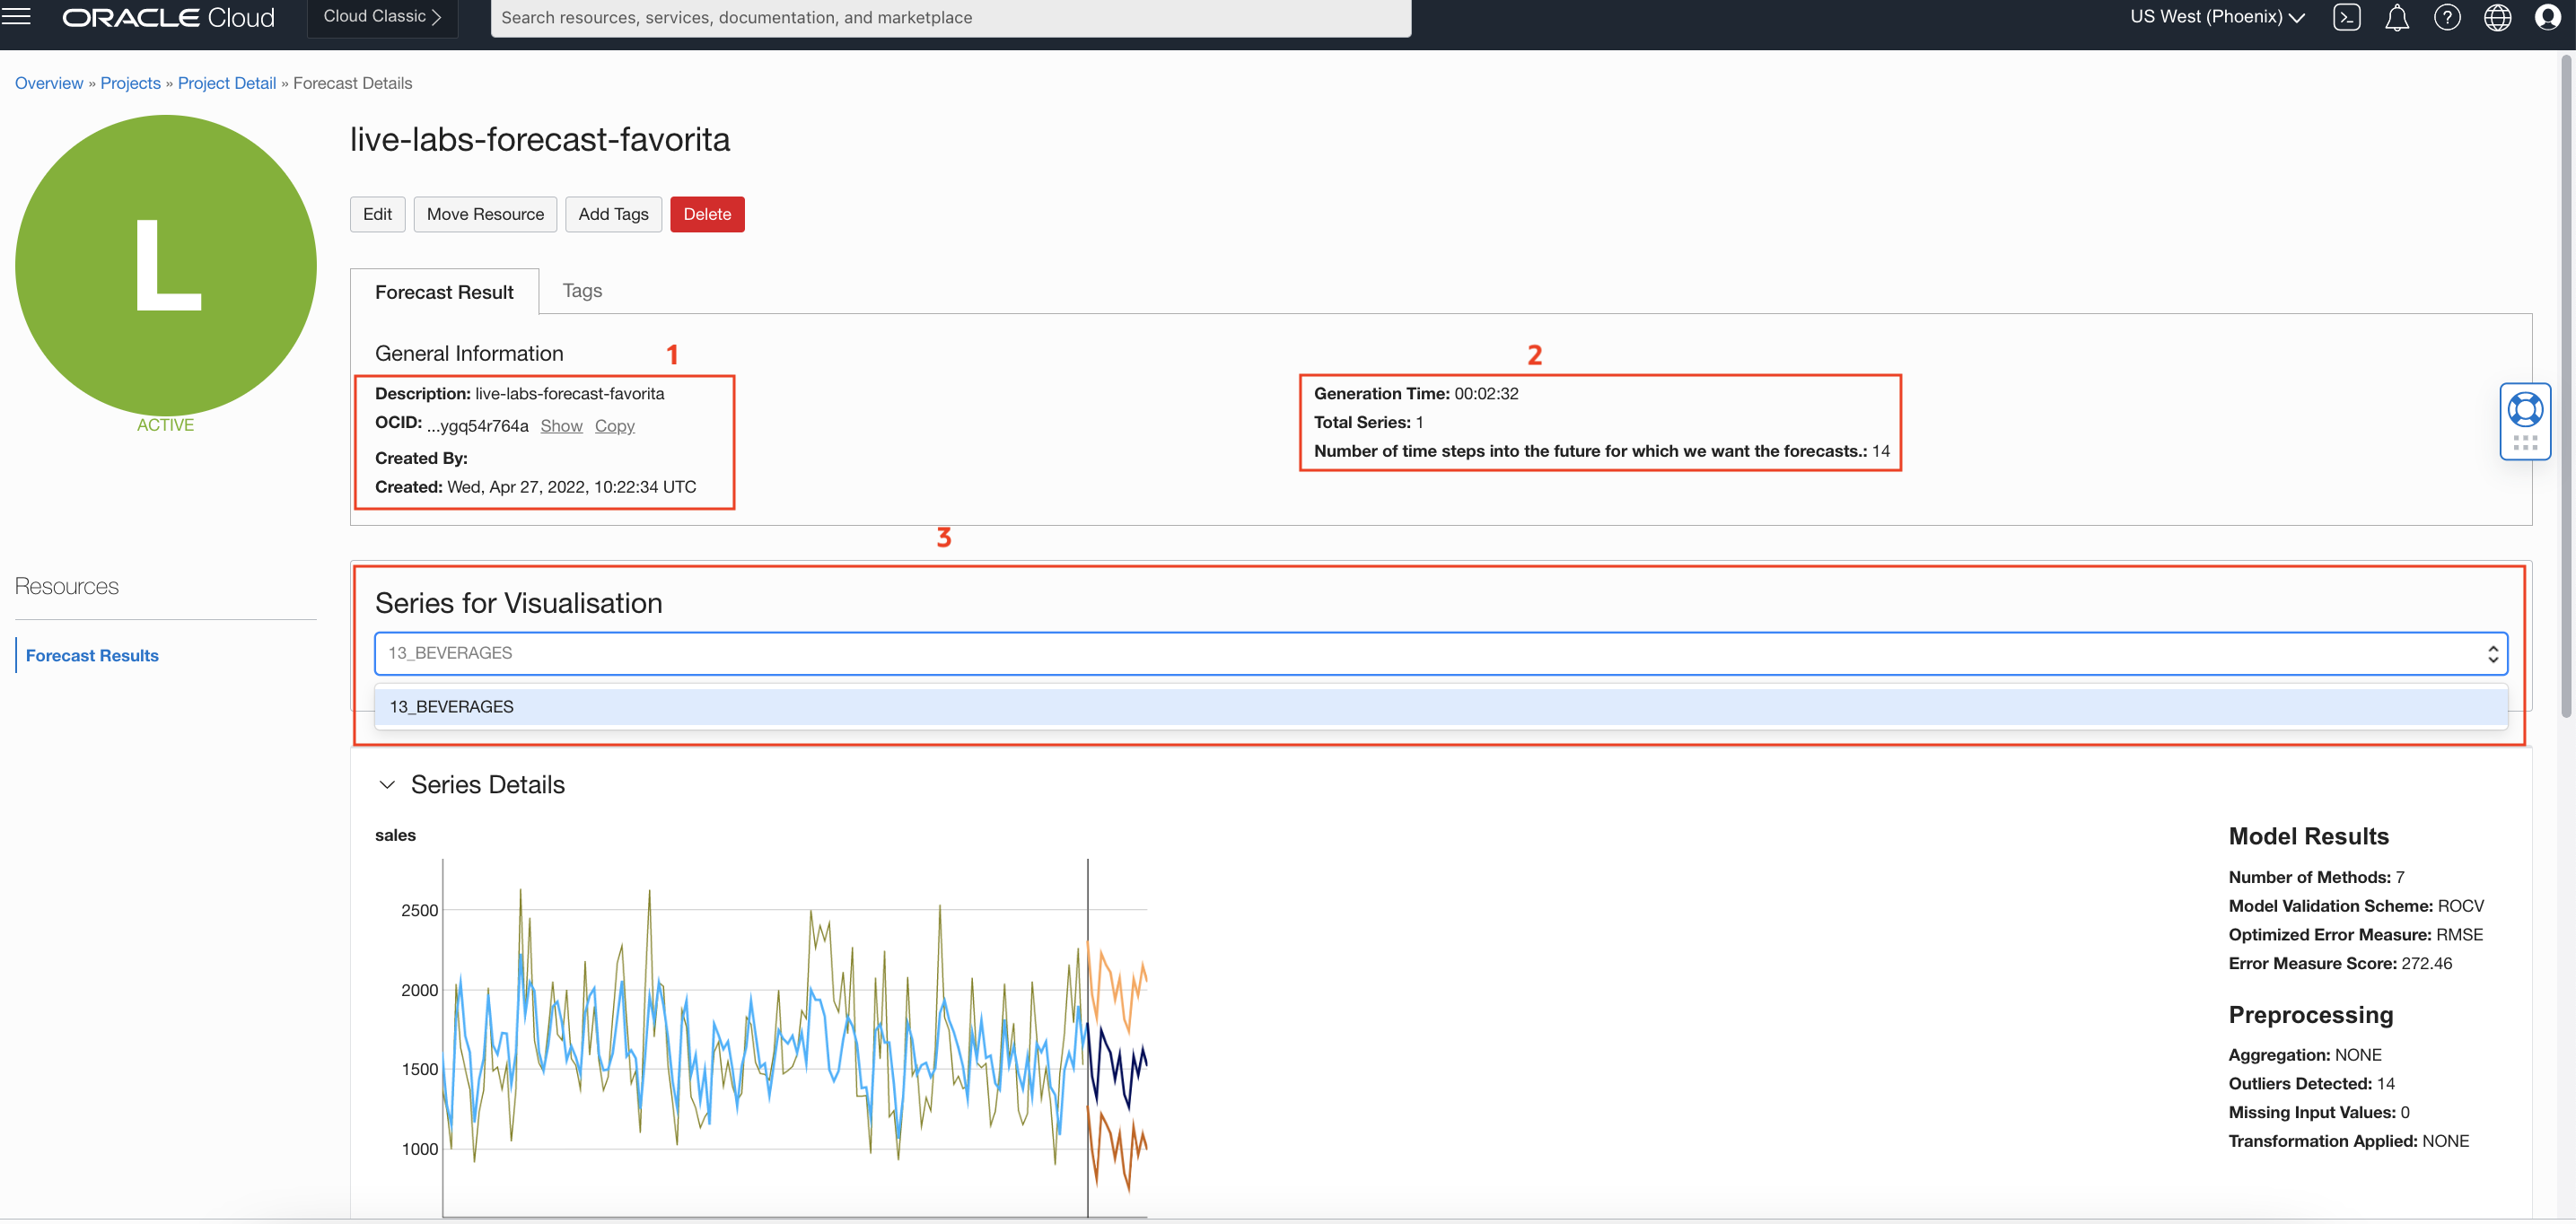 ORACLE Cloud
Cloud Classic
Search resources, services, documentation, and marketplace
US West (Phoenix)
Overview » Projects » Project Detail » Forecast Details
L
ACTIVE
live-labs-forecast-favorita
Edit
Move Resource
Add Tags
Delete
Forecast Result
Tags
General Information
1
Description: live-labs-forecast-favorita
OCID: ...ygq54r764a Show Copy
Created By:
Created: Wed, Apr 27, 2022, 10:22:34 UTC
2
Generation Time: 00:02:32
Total Series: 1
Number of time steps into the future for which we want the forecasts.: 14
3
Resources
Forecast Results
Series for Visualisation
13_BEVERAGES
13_BEVERAGES
Series Details
sales
2500
2000
1500
1000
Model Results
Number of Methods: 7
Model Validation Scheme: ROCV
Optimized Error Measure: RMSE
Error Measure Score: 272.46
Preprocessing
Aggregation: NONE
Outliers Detected: 14
Missing Input Values: 0
Transformation Applied: NONE